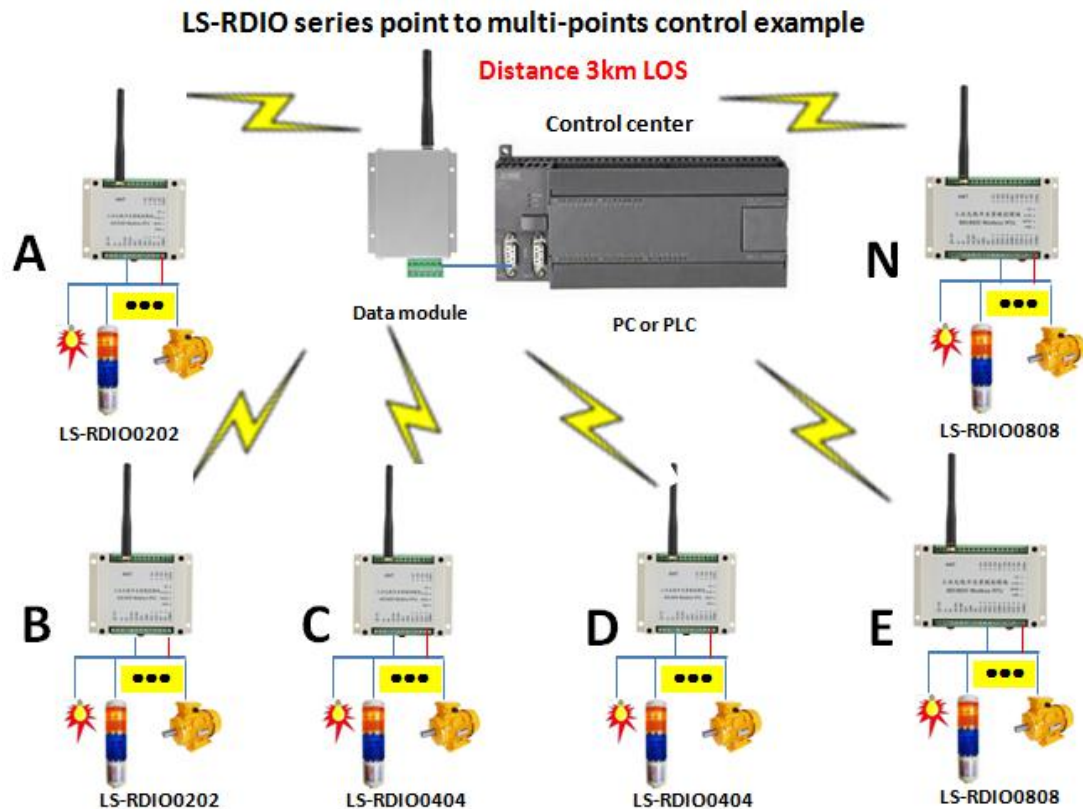 LS-RDIO series point to multi-points control example
Distance 3km LOS
Control center
A
N
Data module
PC or PLC
LS-RDIO0202
LS-RDIO0808
B
C
D
E
LS-RDIO0202
LS-RDIO0404
LS-RDIO0404
LS-RDIO0808